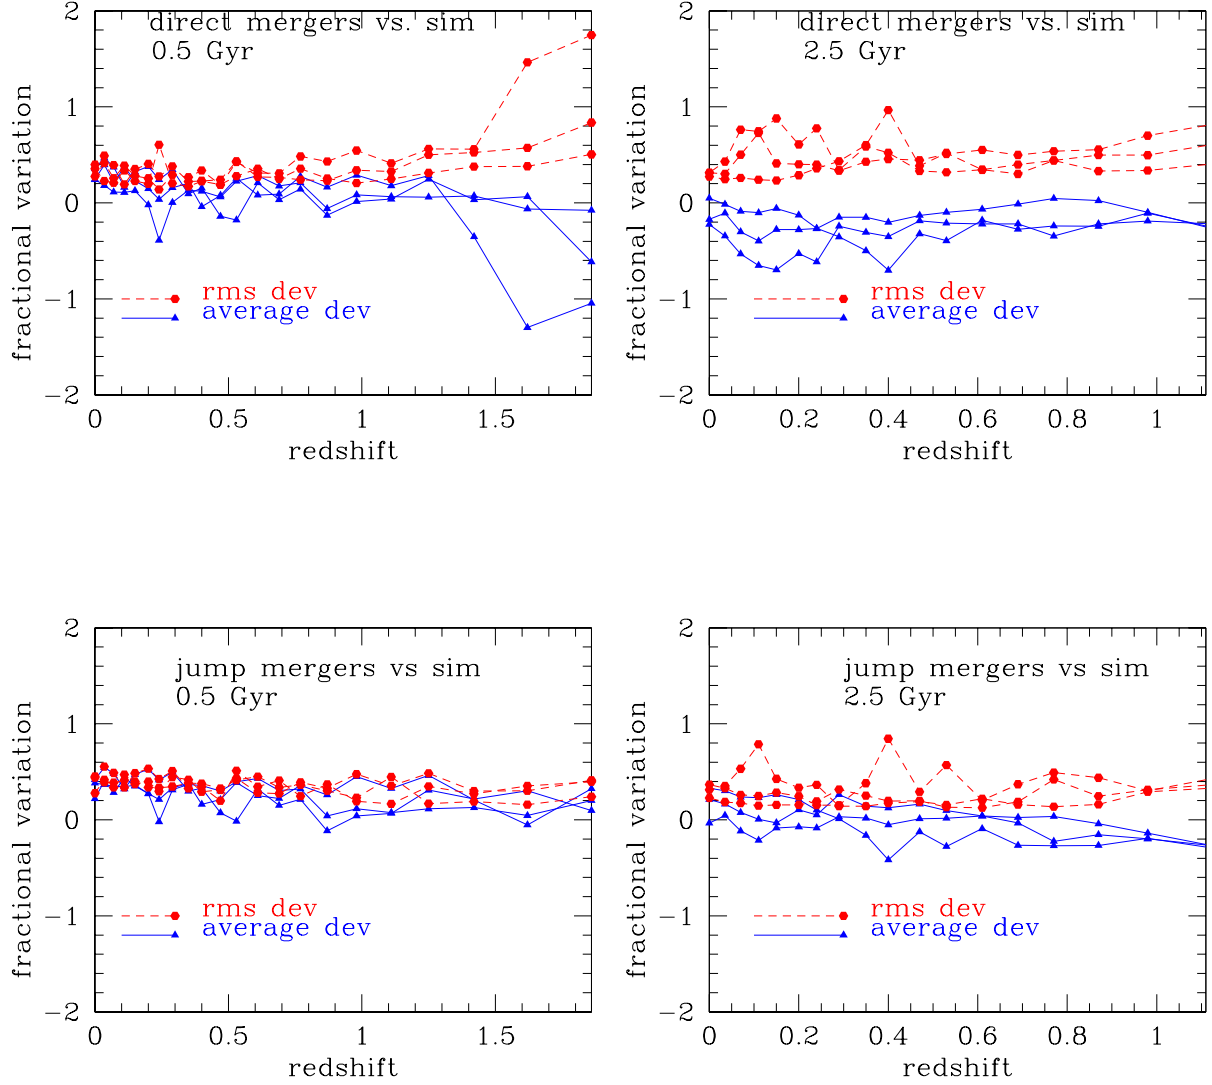 direct mergers vs. sim
0.5 Gyr
2
1
0
−1
−2
fractional variation
rms dev
average dev
0 0.5 1 1.5
redshift
direct mergers vs. sim
2.5 Gyr
2
1
0
−1
−2
fractional variation
rms dev
average dev
0 0.2 0.4 0.6 0.8 1
redshift
jump mergers vs sim
0.5 Gyr
2
1
0
−1
−2
fractional variation
rms dev
average dev
0 0.5 1 1.5
redshift
jump mergers vs sim
2.5 Gyr
2
1
0
−1
−2
fractional variation
rms dev
average dev
0 0.2 0.4 0.6 0.8 1
redshift